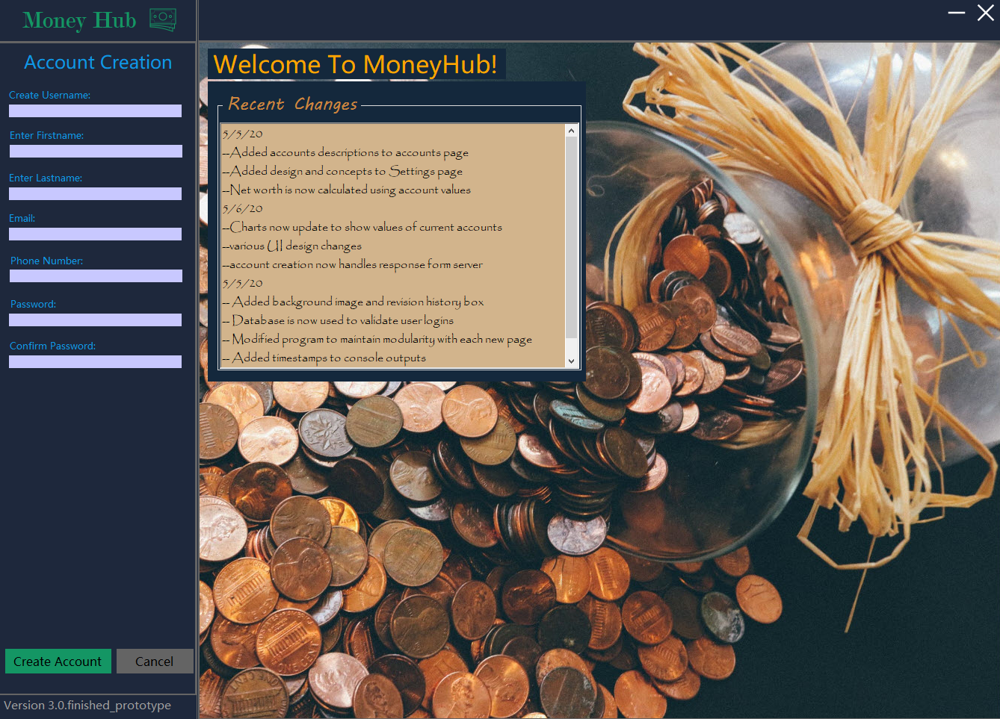 Money Hub
Account Creation
Create Username:
Enter Firstname:
Enter Lastname:
Email:
Phone Number:
Password:
Confirm Password:
Create Account
Cancel
Version 3.0.finished_prototype
Welcome To MoneyHub!
Recent Changes
5/5/20
--Added accounts descriptions to accounts page
--Added design and concepts to Settings page
--Net worth is now calculated using account values
5/6/20
--Charts now update to show values of current accounts
--various UI design changes
--account creation now handles response form server
5/5/20
-- Added background image and revision history box
-- Database is now used to validate user logins
-- Modified program to maintain modularity with each new page
-- Added timestamps to console outputs